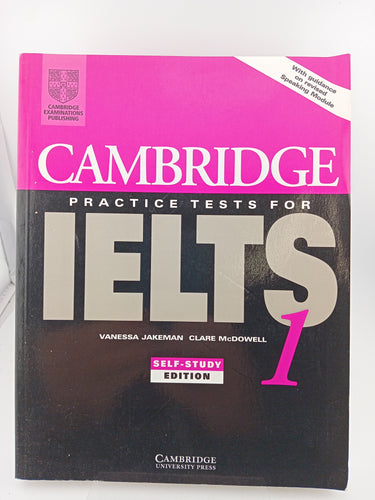 CAMBRIDGE
EXAMINATIONS
PUBLISHING
With guidance
on revised
Speaking Module
CAMBRIDGE
PRACTICE TESTS FOR
IELTS
1
VANESSA JAKEMAN CLARE McDOWELL
SELF-STUDY
EDITION
CAMBRIDGE
UNIVERSITY PRESS